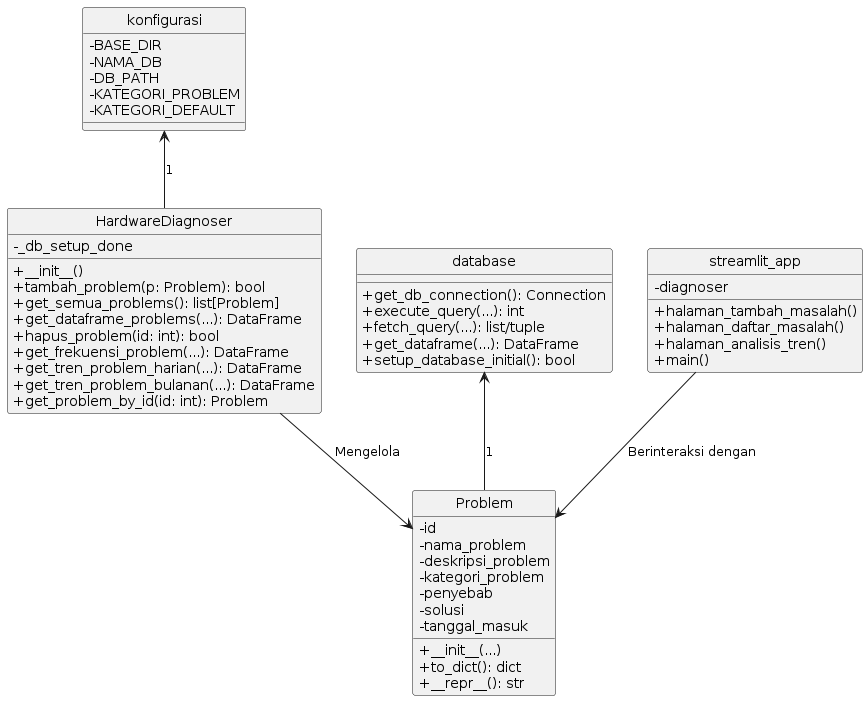 konfigurasi
-BASE_DIR
-NAMA_DB
-DB_PATH
-KATEGORI_PROBLEM
-KATEGORI_DEFAULT
1
HardwareDiagnoser
-_db_setup_done
+__init__()
+tambah_problem(p: Problem): bool
+get_semua_problems(): list[Problem]
+get_dataframe_problems(...): DataFrame
+hapus_problem(id: int): bool
+get_frekuensi_problem(...): DataFrame
+get_tren_problem_harian(...): DataFrame
+get_tren_problem_bulanan(...): DataFrame
+get_problem_by_id(id: int): Problem
database
+get_db_connection(): Connection
+execute_query(...): int
+fetch_query(...): list/tuple
+get_dataframe(...): DataFrame
+setup_database_initial(): bool
streamlit_app
-diagnoser
+halaman_tambah_masalah()
+halaman_daftar_masalah()
+halaman_analisis_tren()
+main()
Mengelola
1
Berinteraksi dengan
Problem
-id
-nama_problem
-deskripsi_problem
-kategori_problem
-penyebab
-solusi
-tanggal_masuk
+__init__(...)
+to_dict(): dict
+__repr__(): str